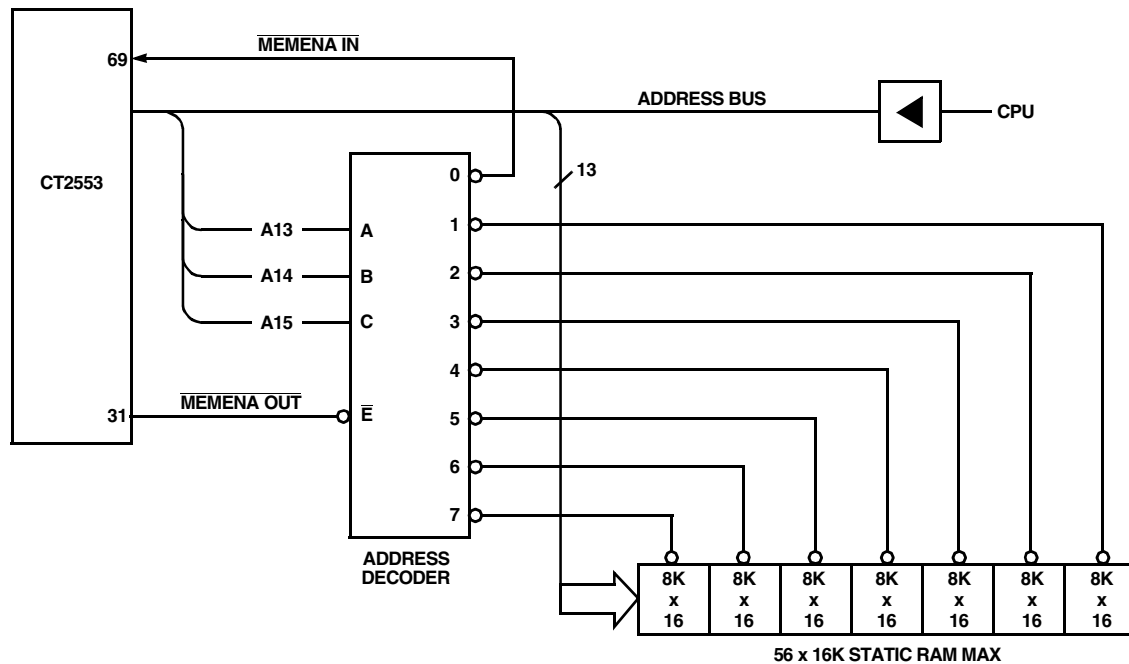 69
MEMENA IN
ADDRESS BUS
CPU
CT2553
0
13
1
A13
A
2
A14
B
3
A15
C
4
31
MEMENA OUT
E
5
6
7
ADDRESS
DECODER
8K
x
16
8K
x
16
8K
x
16
8K
x
16
8K
x
16
8K
x
16
8K
x
16
56 x 16K STATIC RAM MAX